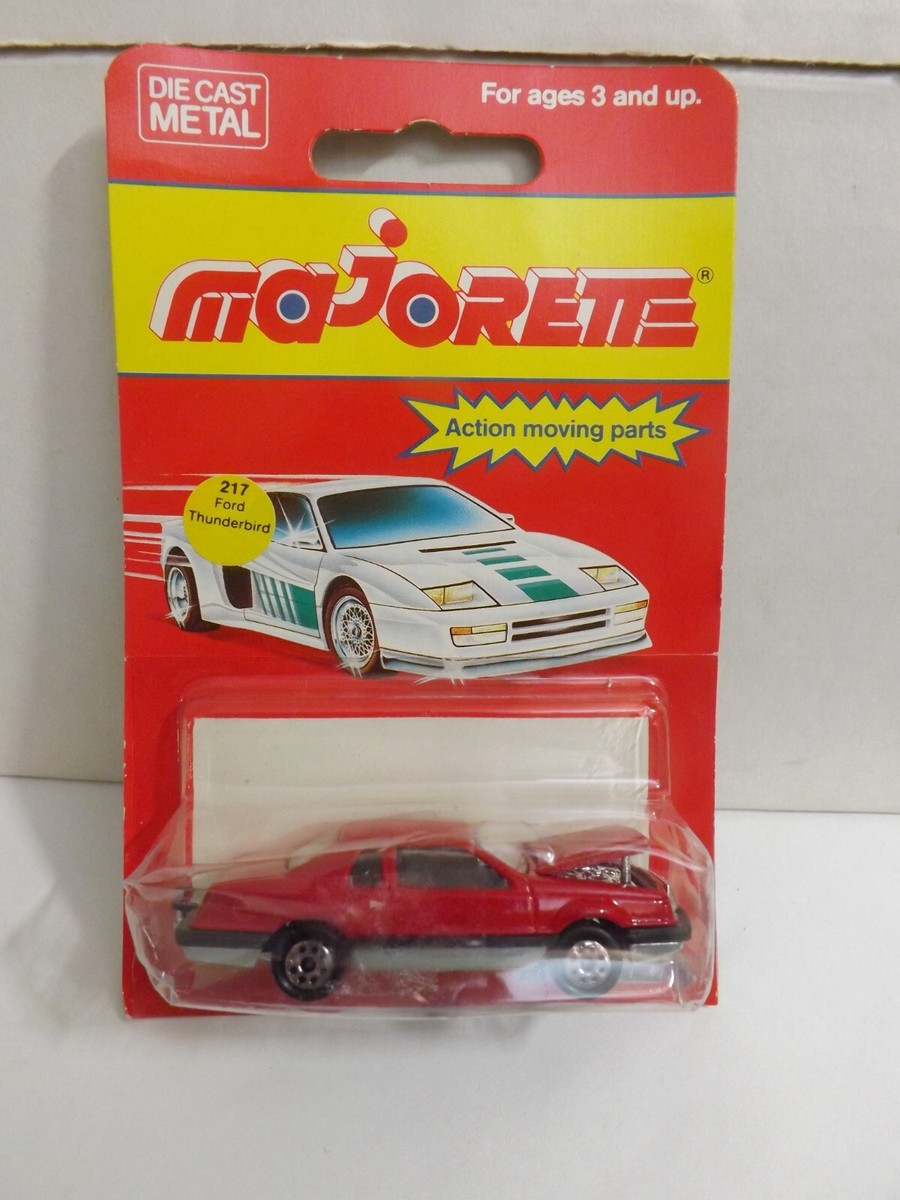 DIE CAST
METAL
For ages 3 and up.
majorette ®
Action moving parts
217
Ford
Thunderbird